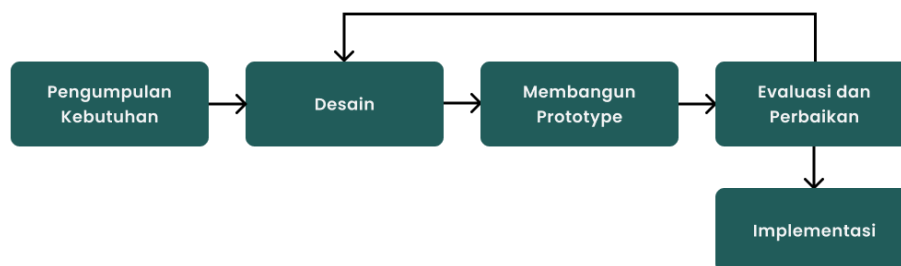 Pengumpulan
Kebutuhan
Desain
Membangun
Prototype
Evaluasi dan
Perbaikan
Implementasi